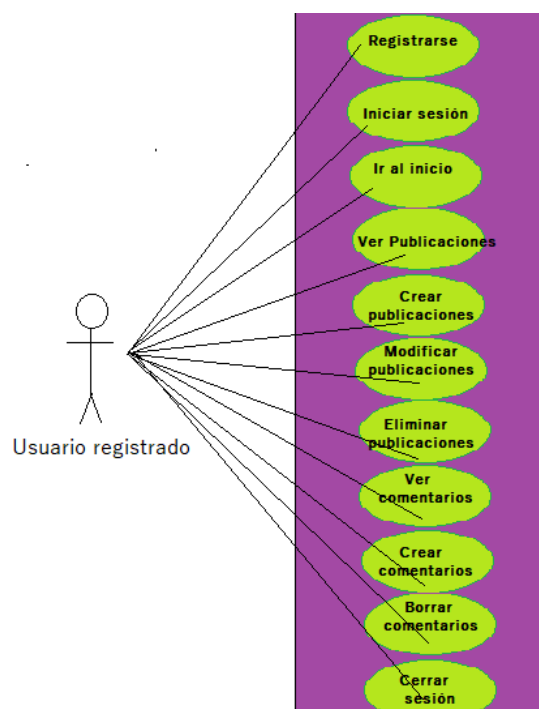 Registrarse
Iniciar sesión
Ir al inicio
Ver Publicaciones
Crear
publicaciones
Modificar
publicaciones
Usuario registrado
Eliminar
publicaciones
Ver
comentarios
Crear
comentarios
Borrar
comentarios
Cerrar
sesión